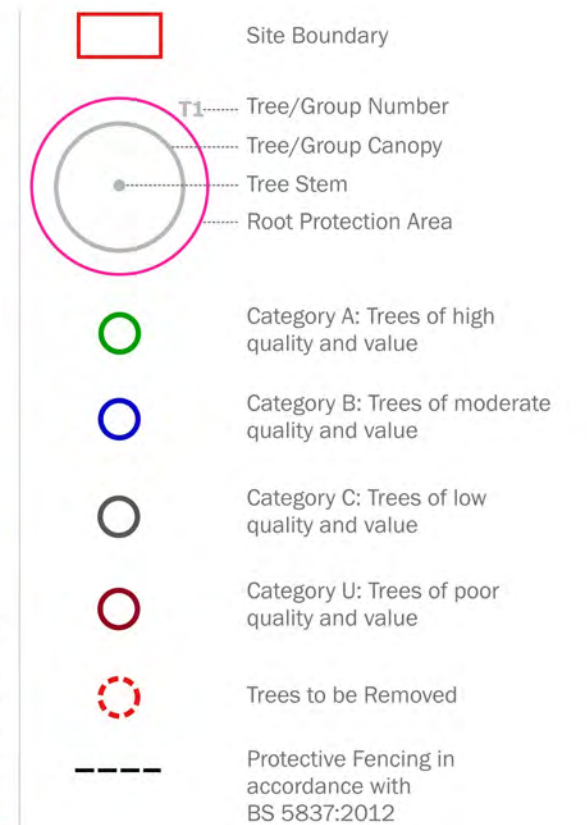 Site Boundary
T1
Tree/Group Number
Tree/Group Canopy
Tree Stem
Root Protection Area
Category A: Trees of high
quality and value
Category B: Trees of moderate
quality and value
Category C: Trees of low
quality and value
Category U: Trees of poor
quality and value
Trees to be Removed
Protective Fencing in
accordance with
BS 5837:2012